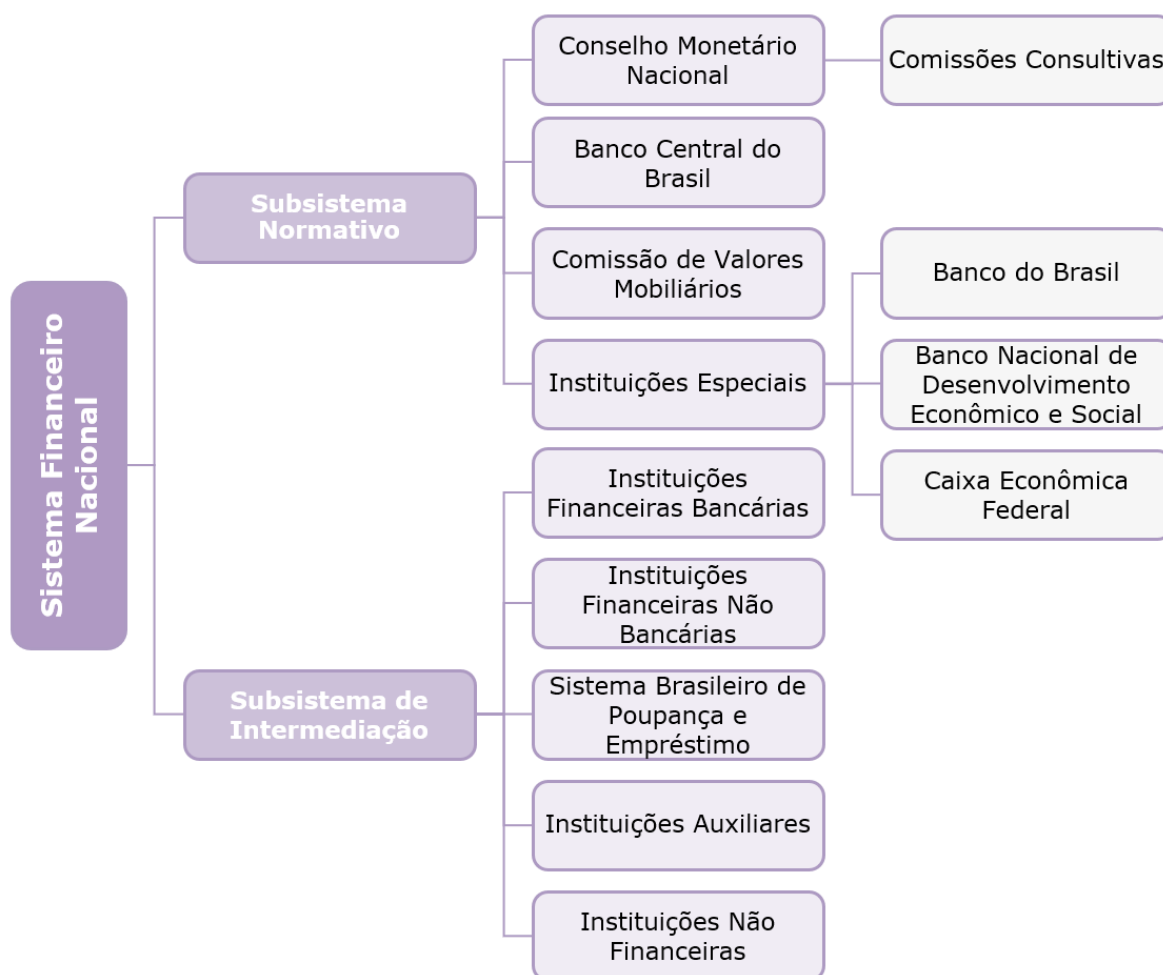 Sistema Financeiro
Nacional
Subsistema
Normativo
Conselho Monetário
Nacional
Comissões Consultivas
Banco Central do
Brasil
Comissão de Valores
Mobiliários
Instituições Especiais
Banco do Brasil
Banco Nacional de
Desenvolvimento
Econômico e Social
Caixa Econômica
Federal
Subsistema de
Intermediação
Instituições
Financeiras Bancárias
Instituições
Financeiras Não
Bancárias
Sistema Brasileiro de
Poupança e
Empréstimo
Instituições Auxiliares
Instituições Não
Financeiras